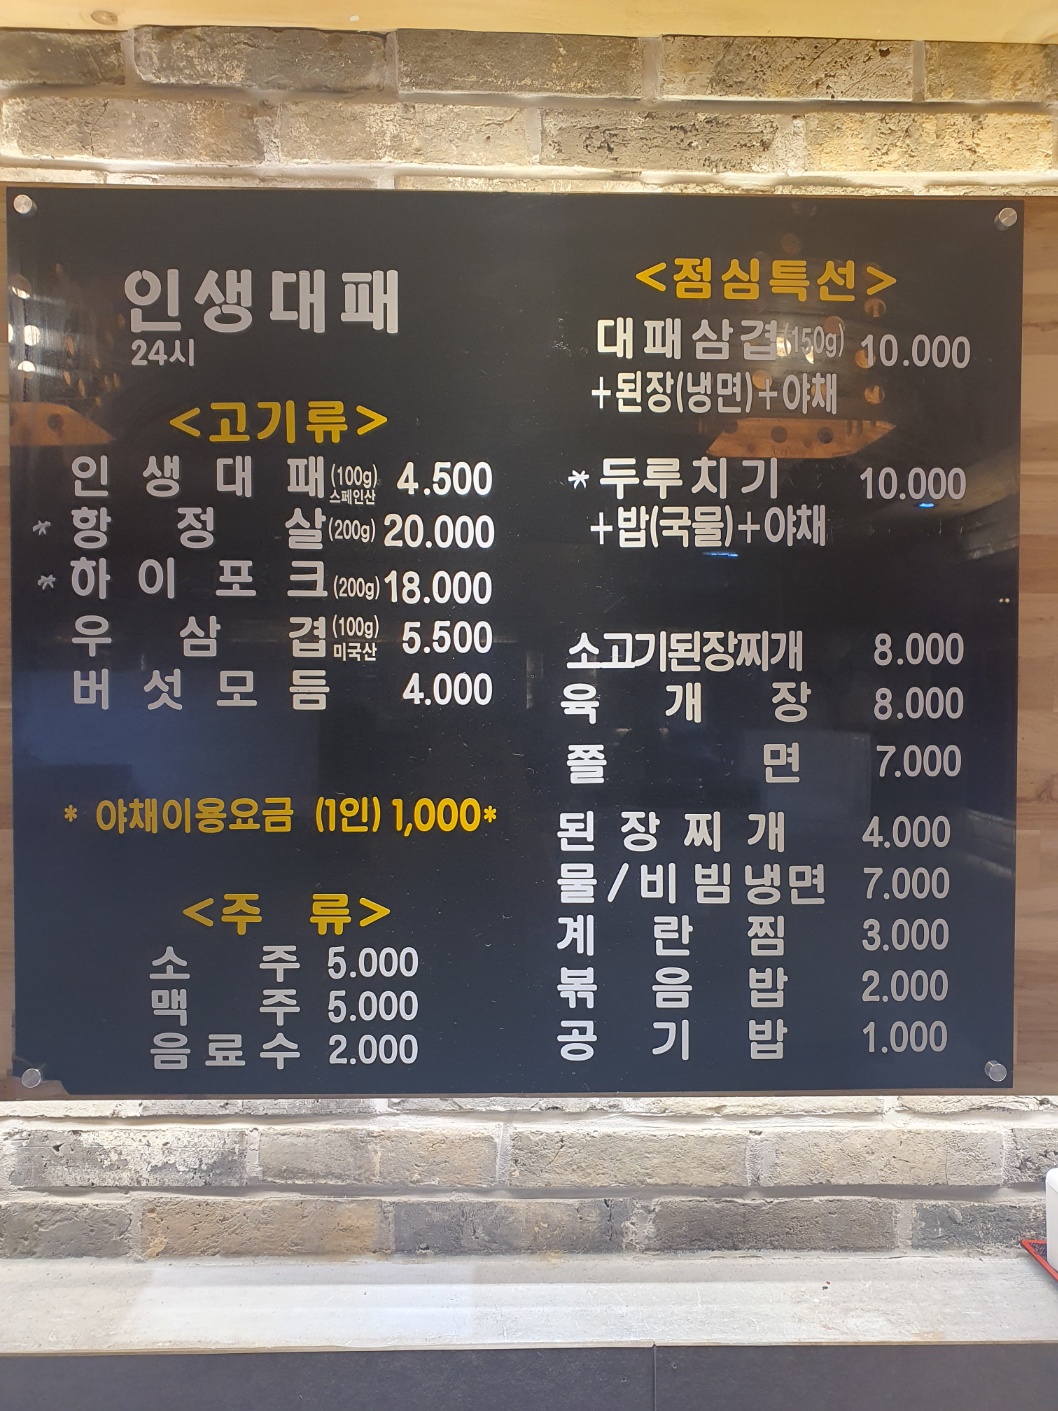 인생대패
24시
<고기류>
인생대패(100g) 스페인산 4.500
*항정살(200g) 20.000
*하이포크(200g) 18.000
우삼겹(100g) 미국산 5.500
버섯모듬 4.000
* 야채이용요금 (1인) 1,000*
<주 류>
소주 5.000
맥주 5.000
음료수 2.000
<점심특선>
대패삼겹(150g) 10.000
+된장(냉면)+야채
*두루치기 10.000
+밥(국물)+야채
소고기된장찌개 8.000
육개장 8.000
쫄면 7.000
된장찌개 4.000
물/비빔냉면 7.000
계란찜 3.000
볶음밥 2.000
공기밥 1.000